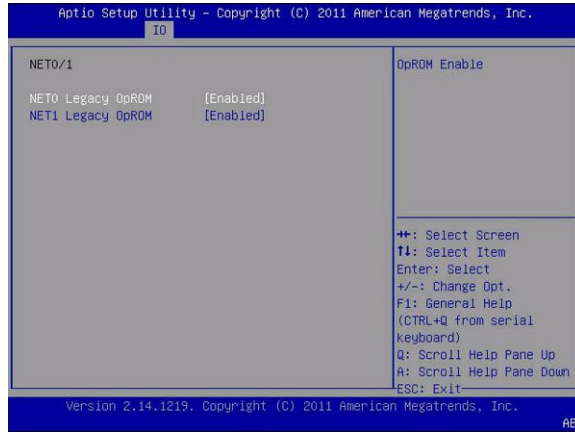 Aptio Setup Utility – Copyright (C) 2011 American Megatrends, Inc.
IO
NET0/1
NET0 Legacy OpROM [Enabled]
NET1 Legacy OpROM [Enabled]
OpROM Enable
→←: Select Screen
↑↓: Select Item
Enter: Select
+/-: Change Opt.
F1: General Help
(CTRL+Q from serial
keyboard)
Q: Scroll Help Pane Up
A: Scroll Help Pane Down
ESC: Exit
Version 2.14.1219. Copyright (C) 2011 American Megatrends, Inc.
AB